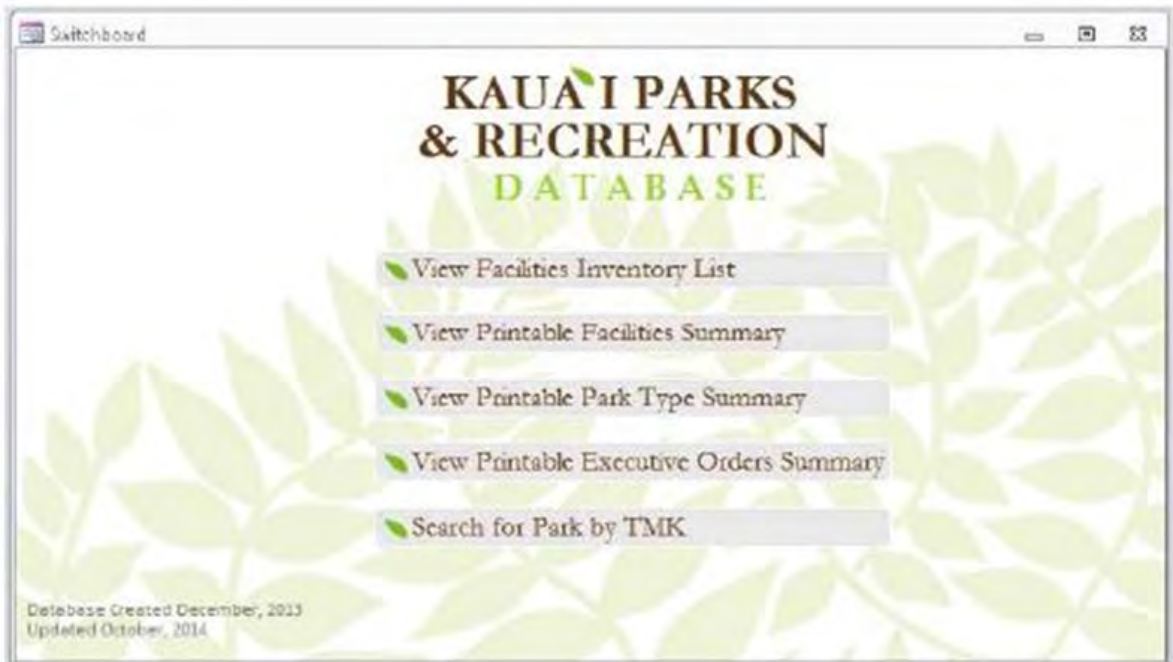 Switchboard
KAUA`I PARKS
& RECREATION
DATABASE
View Facilities Inventory List
View Printable Facilities Summary
View Printable Park Type Summary
View Printable Executive Orders Summary
Search for Park by TMK
Database Created December, 2013
Updated October, 2014